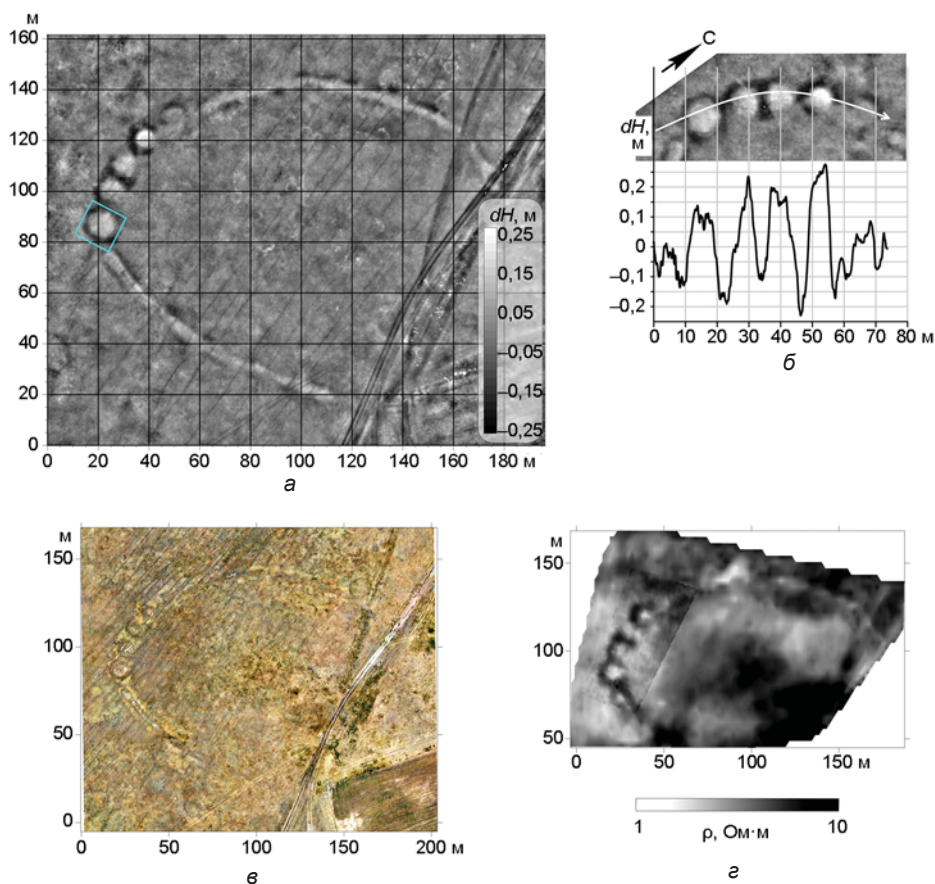 м
160
140
120
100
80
60
40
20
0
0 20 40 60 80 100 120 140 160 180 м
dH, м
0,25
0,15
0,05
–0,05
–0,15
–0,25
а
С
dH,
м
0,2
0,1
0
–0,1
–0,2
0 10 20 30 40 50 60 70 80 м
б
м
150
100
50
0
0 50 100 150 200 м
в
м
150
100
50
0 50 100 150 м
1 10
ρ, Ом·м
г